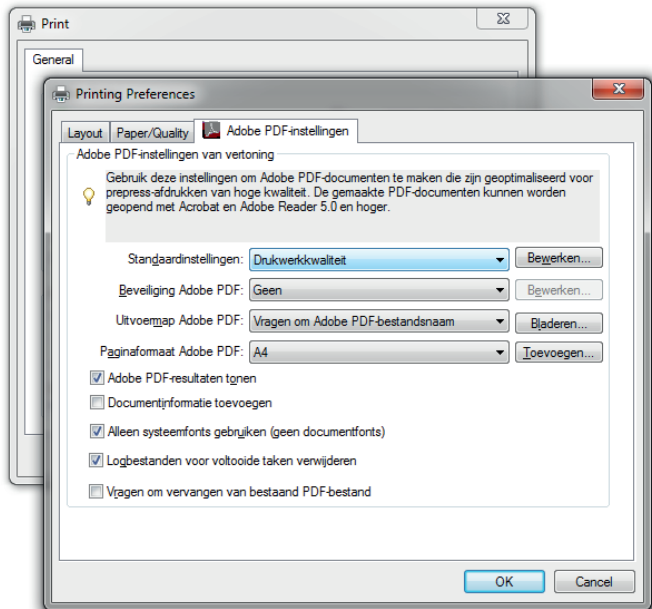 Print
General
Printing Preferences
Layout
Paper/Quality
Adobe PDF-instellingen
Adobe PDF-instellingen van vertoning
Gebruik deze instellingen om Adobe PDF-documenten te maken die zijn geoptimaliseerd voor
prepress-afdrukken van hoge kwaliteit. De gemaakte PDF-documenten kunnen worden
geopend met Acrobat en Adobe Reader 5.0 en hoger.
Standaardinstellingen: Drukwerkkwaliteit Bewerken...
Beveiliging Adobe PDF: Geen Bewerken...
Uitvoermap Adobe PDF: Vragen om Adobe PDF-bestandsnaam Bladeren...
Paginaformaat Adobe PDF: A4 Toevoegen...
Adobe PDF-resultaten tonen
Documentinformatie toevoegen
Alleen systeemfonts gebruiken (geen documentfonts)
Logbestanden voor voltooide taken verwijderen
Vragen om vervangen van bestaand PDF-bestand
OK Cancel